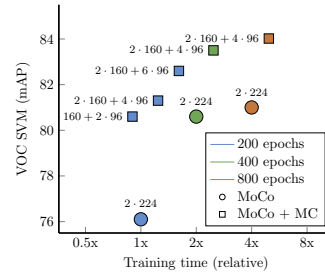 84
82
80
78
76
VOC SVM (mAP)
2 · 160 + 4 · 96
2 · 160 + 4 · 96
2 · 160 + 6 · 96
2 · 160 + 4 · 96
160 + 2 · 96
2 · 224
2 · 224
2 · 224
200 epochs
400 epochs
800 epochs
MoCo
MoCo + MC
0.5x 1x 2x 4x 8x
Training time (relative)